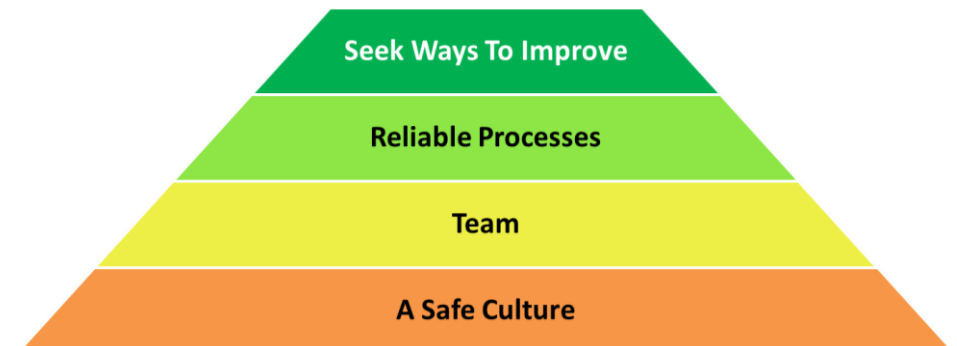 Seek Ways To Improve
Reliable Processes
Team
A Safe Culture